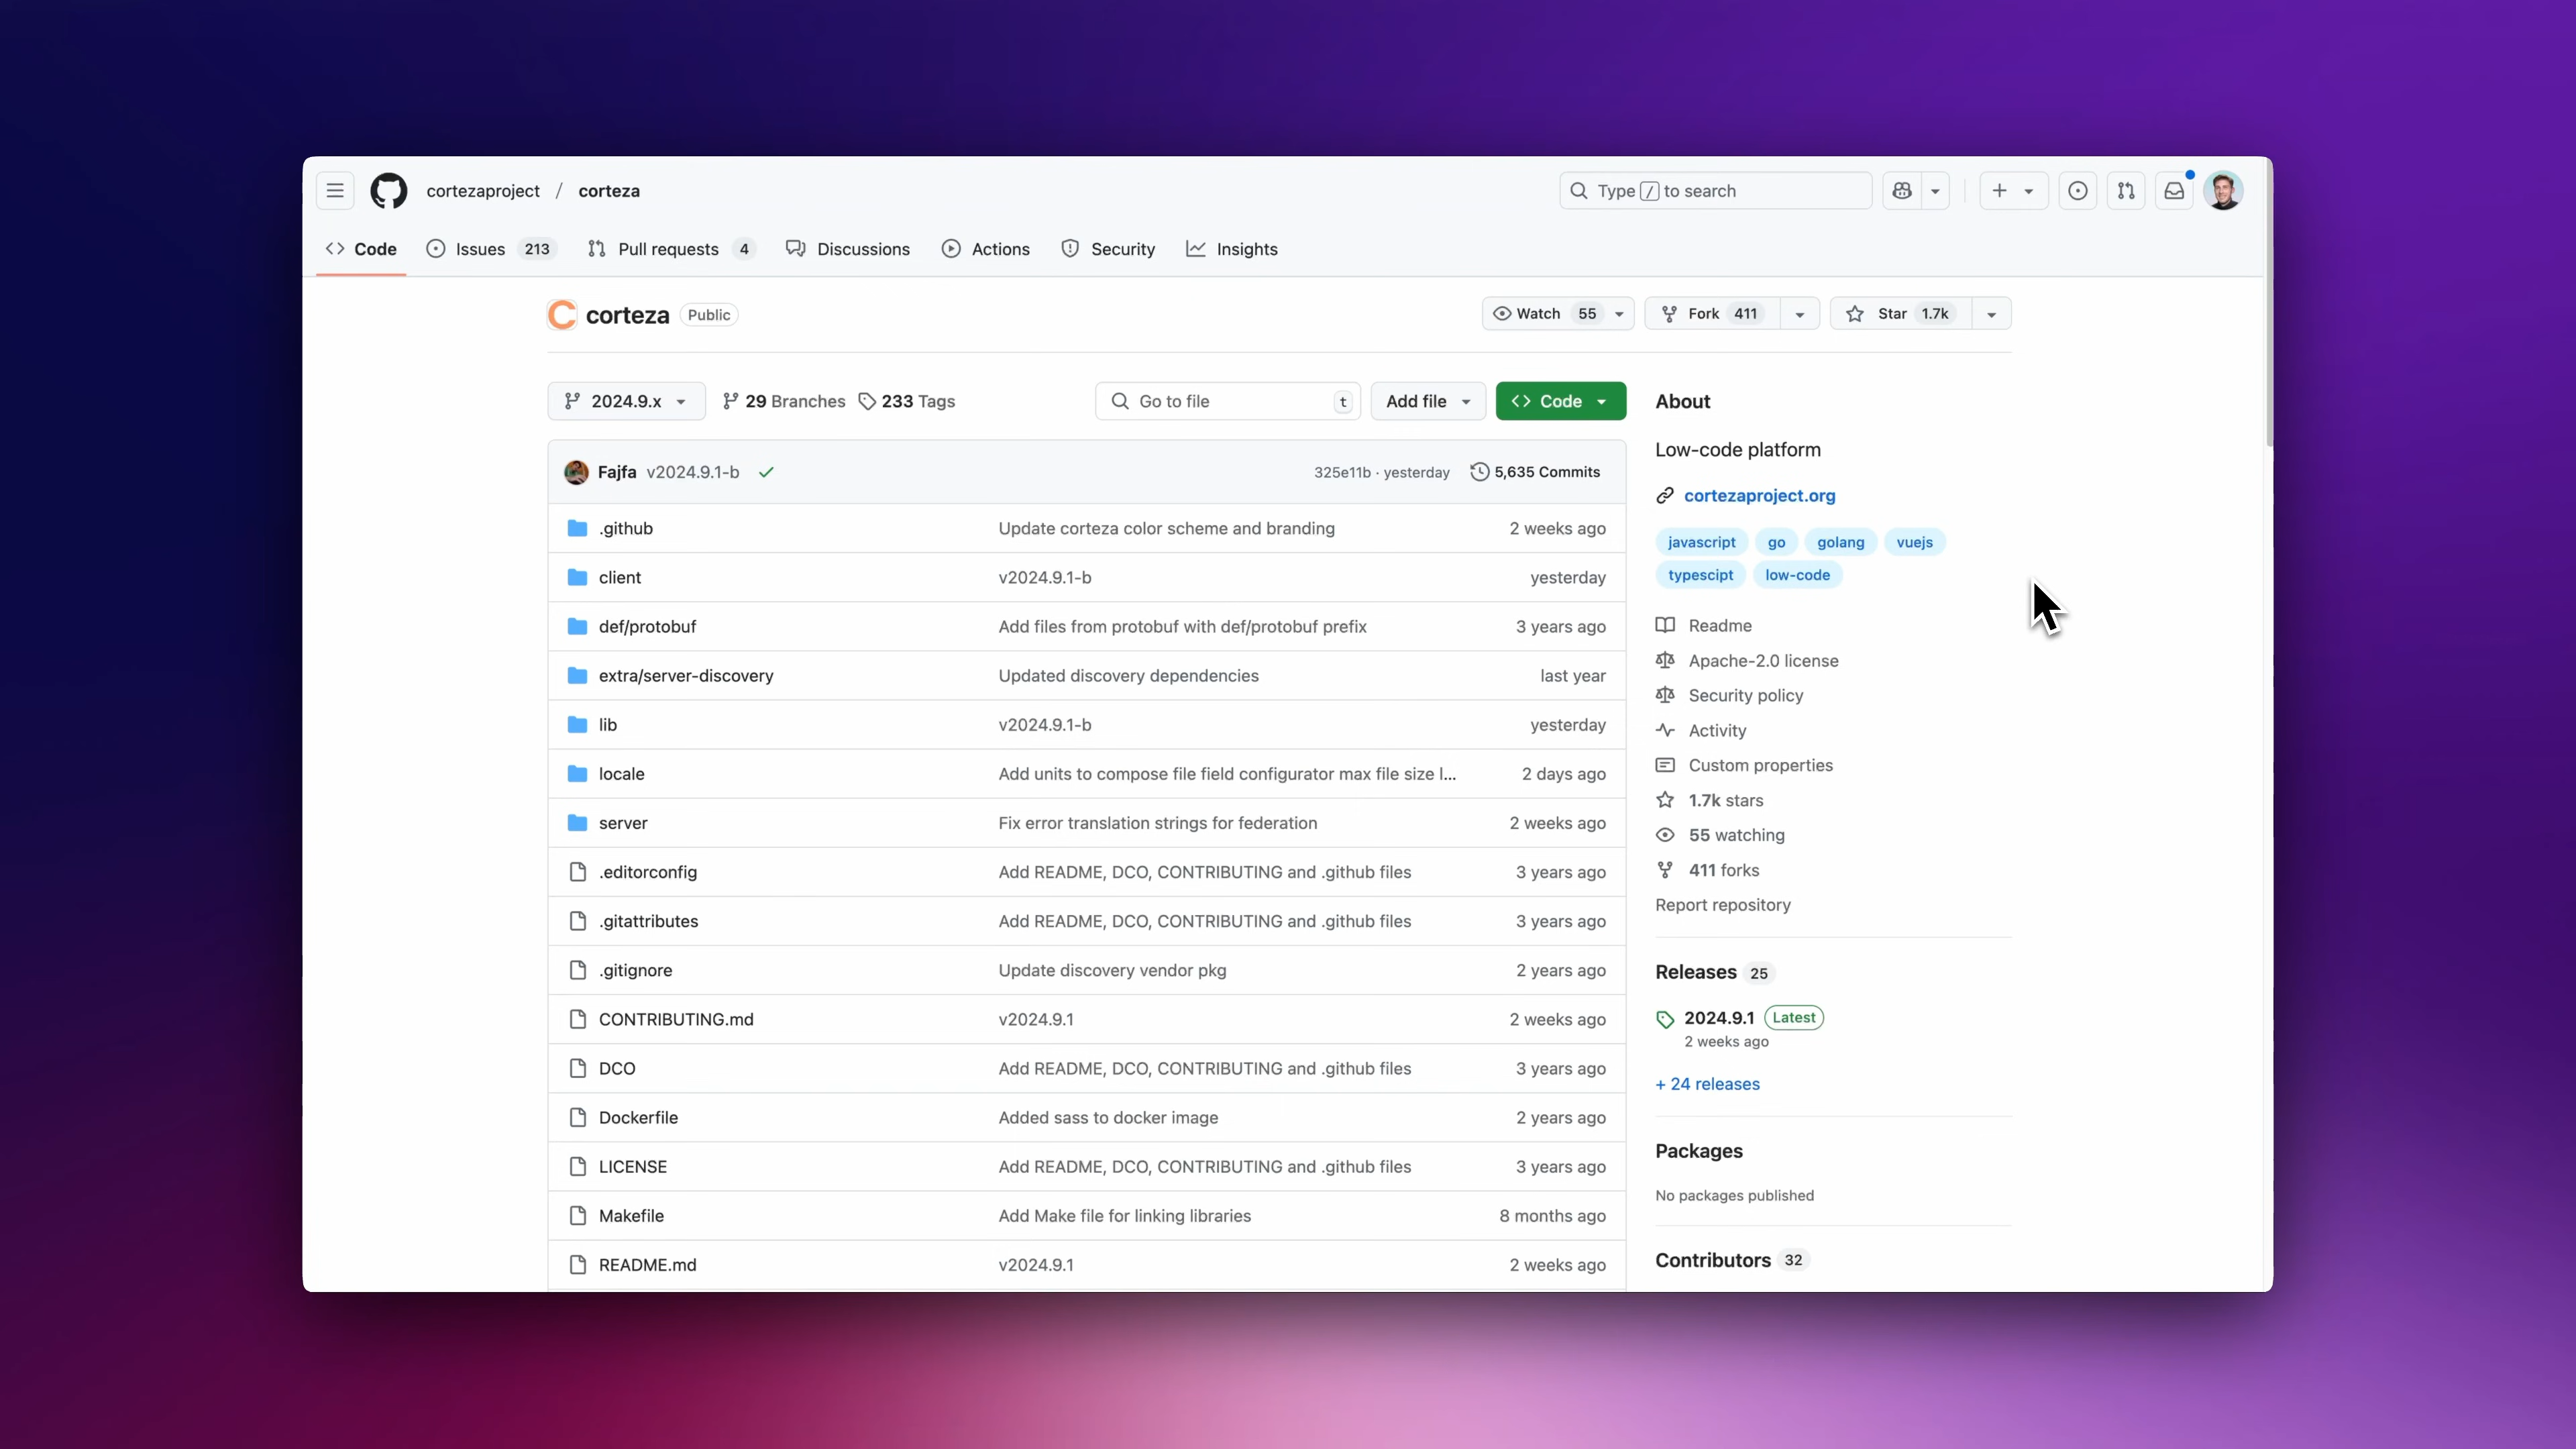 cortezaproject / corteza
Type / to search
Code
Issues 213
Pull requests 4
Discussions
Actions
Security
Insights
corteza Public
Watch 55
Fork 411
Star 1.7k
2024.9.x
29 Branches
233 Tags
Go to file t
Add file
Code
Fajfa v2024.9.1-b
325e11b · yesterday
5,635 Commits
.github Update corteza color scheme and branding 2 weeks ago
client v2024.9.1-b yesterday
def/protobuf Add files from protobuf with def/protobuf prefix 3 years ago
extra/server-discovery Updated discovery dependencies last year
lib v2024.9.1-b yesterday
locale Add units to compose file field configurator max file size l... 2 days ago
server Fix error translation strings for federation 2 weeks ago
.editorconfig Add README, DCO, CONTRIBUTING and .github files 3 years ago
.gitattributes Add README, DCO, CONTRIBUTING and .github files 3 years ago
.gitignore Update discovery vendor pkg 2 years ago
CONTRIBUTING.md v2024.9.1 2 weeks ago
DCO Add README, DCO, CONTRIBUTING and .github files 3 years ago
Dockerfile Added sass to docker image 2 years ago
LICENSE Add README, DCO, CONTRIBUTING and .github files 3 years ago
Makefile Add Make file for linking libraries 8 months ago
README.md v2024.9.1 2 weeks ago
About
Low-code platform
cortezaproject.org
javascript go golang vuejs
typescipt low-code
Readme
Apache-2.0 license
Security policy
Activity
Custom properties
1.7k stars
55 watching
411 forks
Report repository
Releases 25
2024.9.1 Latest
2 weeks ago
+ 24 releases
Packages
No packages published
Contributors 32